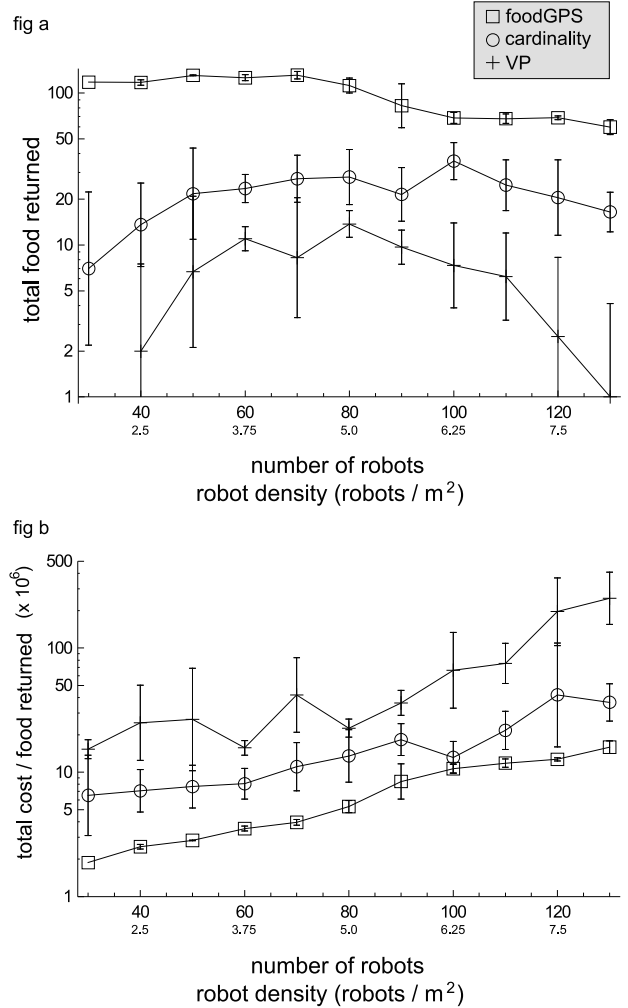 fig a
foodGPS
cardinality
VP
total food returned
100
50
20
10
5
2
1
40 60 80 100 120
2.5 3.75 5.0 6.25 7.5
number of robots
robot density (robots / m²)
fig b
total cost / food returned (x 10⁶)
500
100
50
10
5
1
40 60 80 100 120
2.5 3.75 5.0 6.25 7.5
number of robots
robot density (robots / m²)